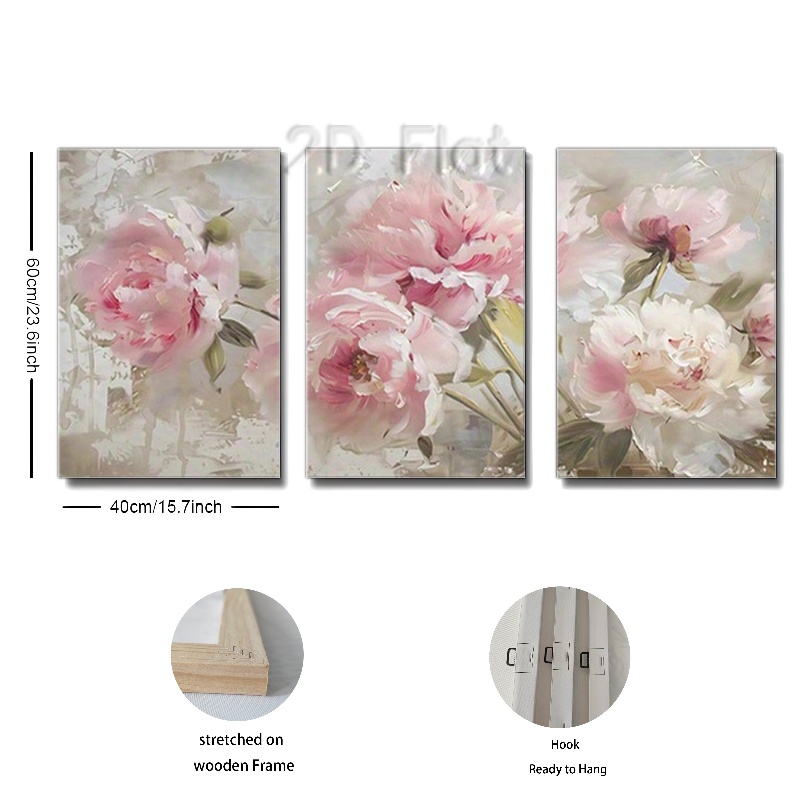 2D Flat
60cm/23.6inch
40cm/15.7inch
stretched on
wooden Frame
Hook
Ready to Hang